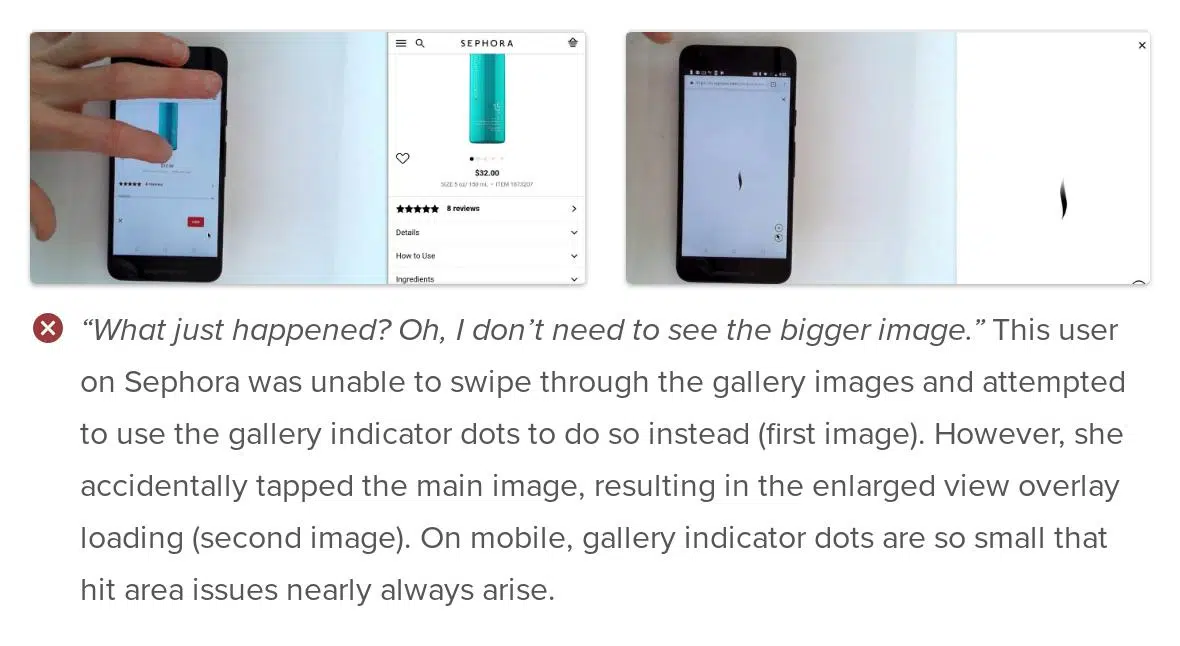 SEPHORA
$32.00
SIZE 5 oz/ 150 mL • ITEM 1673207
8 reviews
Details
How to Use
Ingredients
“What just happened? Oh, I don’t need to see the bigger image.” This user
on Sephora was unable to swipe through the gallery images and attempted
to use the gallery indicator dots to do so instead (first image). However, she
accidentally tapped the main image, resulting in the enlarged view overlay
loading (second image). On mobile, gallery indicator dots are so small that
hit area issues nearly always arise.